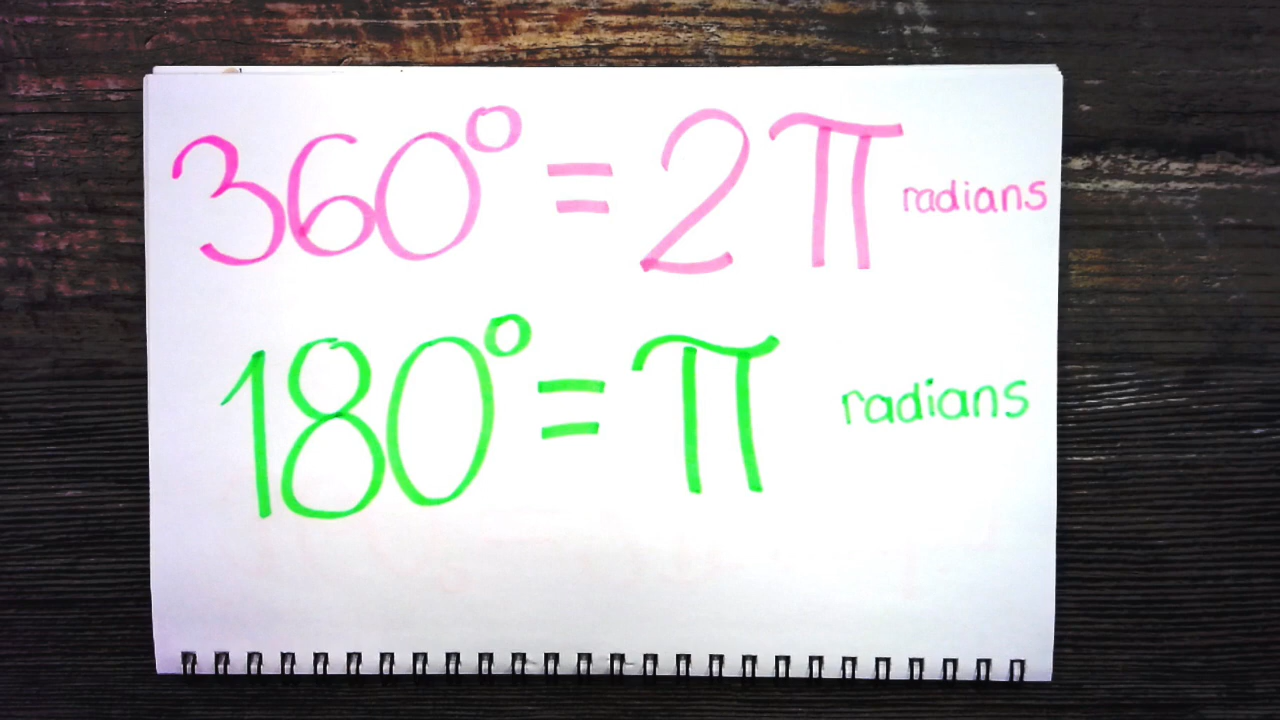 360° = 2π radians
180° = π radians